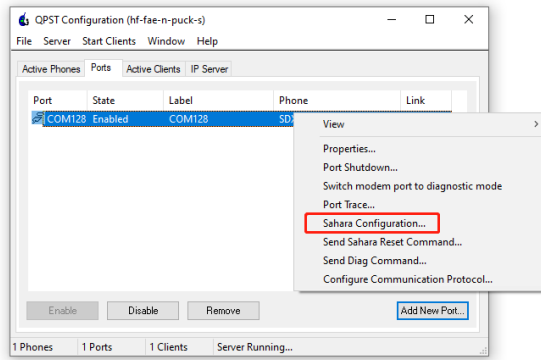 QPST Configuration (hf-fae-n-puck-s)
File Server Start Clients Window Help
Active Phones Ports Active Clients IP Server
Port State Label Phone Link
COM128 Enabled COM128
View
Properties...
Port Shutdown...
Switch modem port to diagnostic mode
Port Trace...
Sahara Configuration...
Send Sahara Reset Command...
Send Diag Command...
Configure Communication Protocol...
Enable Disable Remove Add New Port...
1 Phones 1 Ports 1 Clients Server Running...